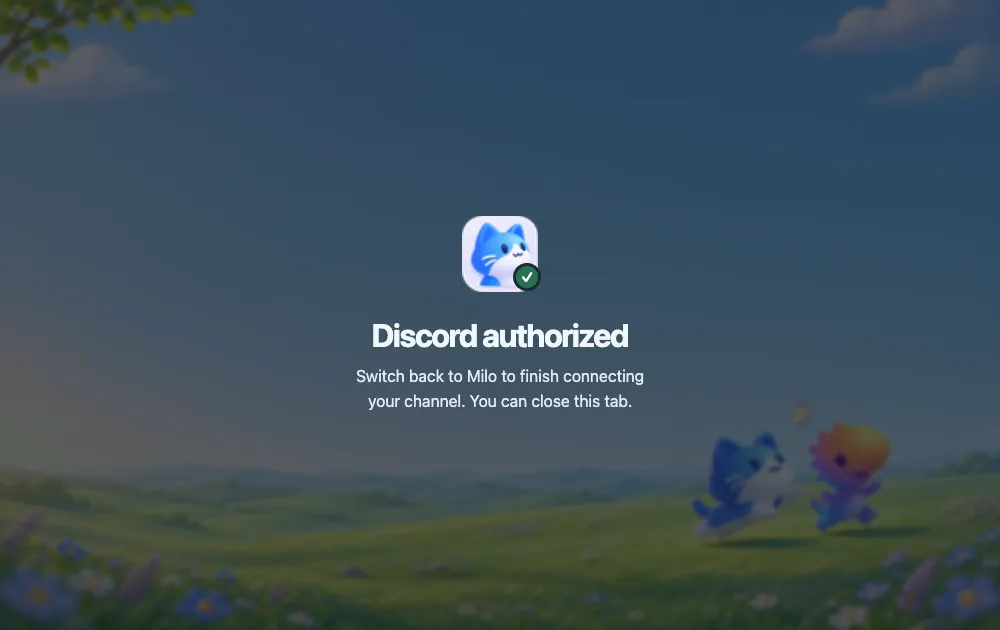 Discord authorized
Switch back to Milo to finish connecting
your channel. You can close this tab.